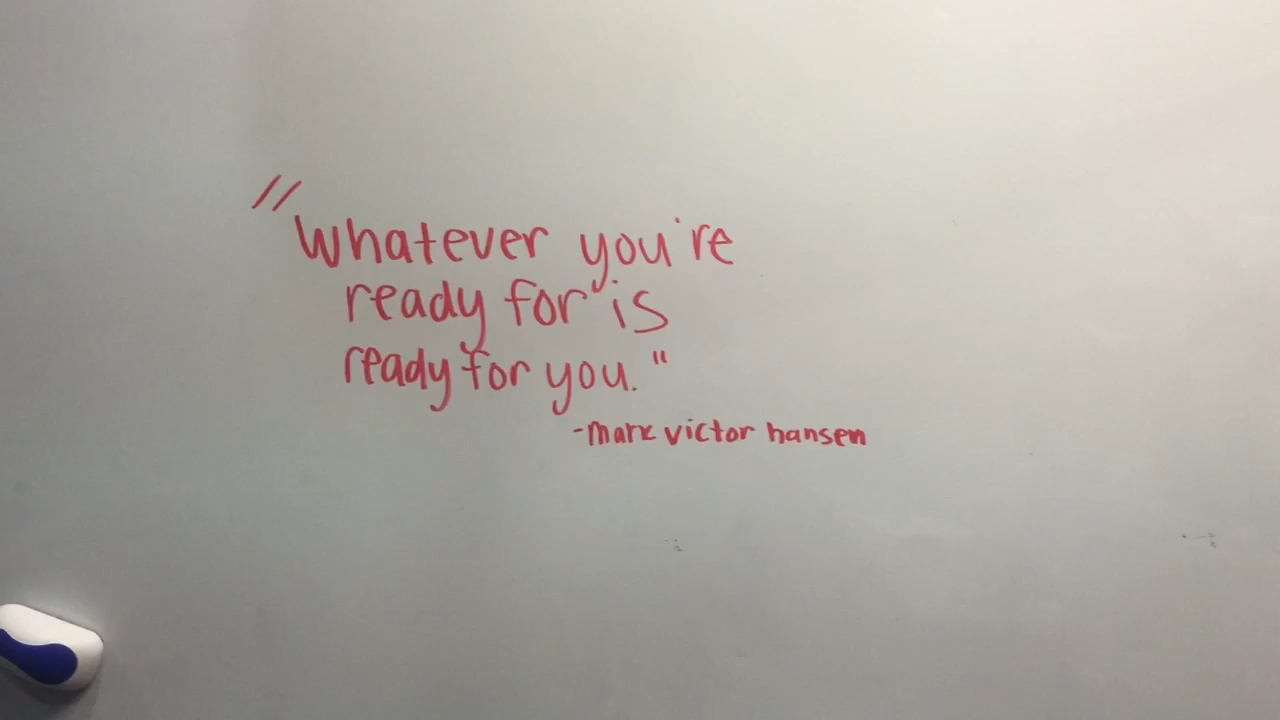 "Whatever you're
ready for is
ready for you."
-mark victor hansen